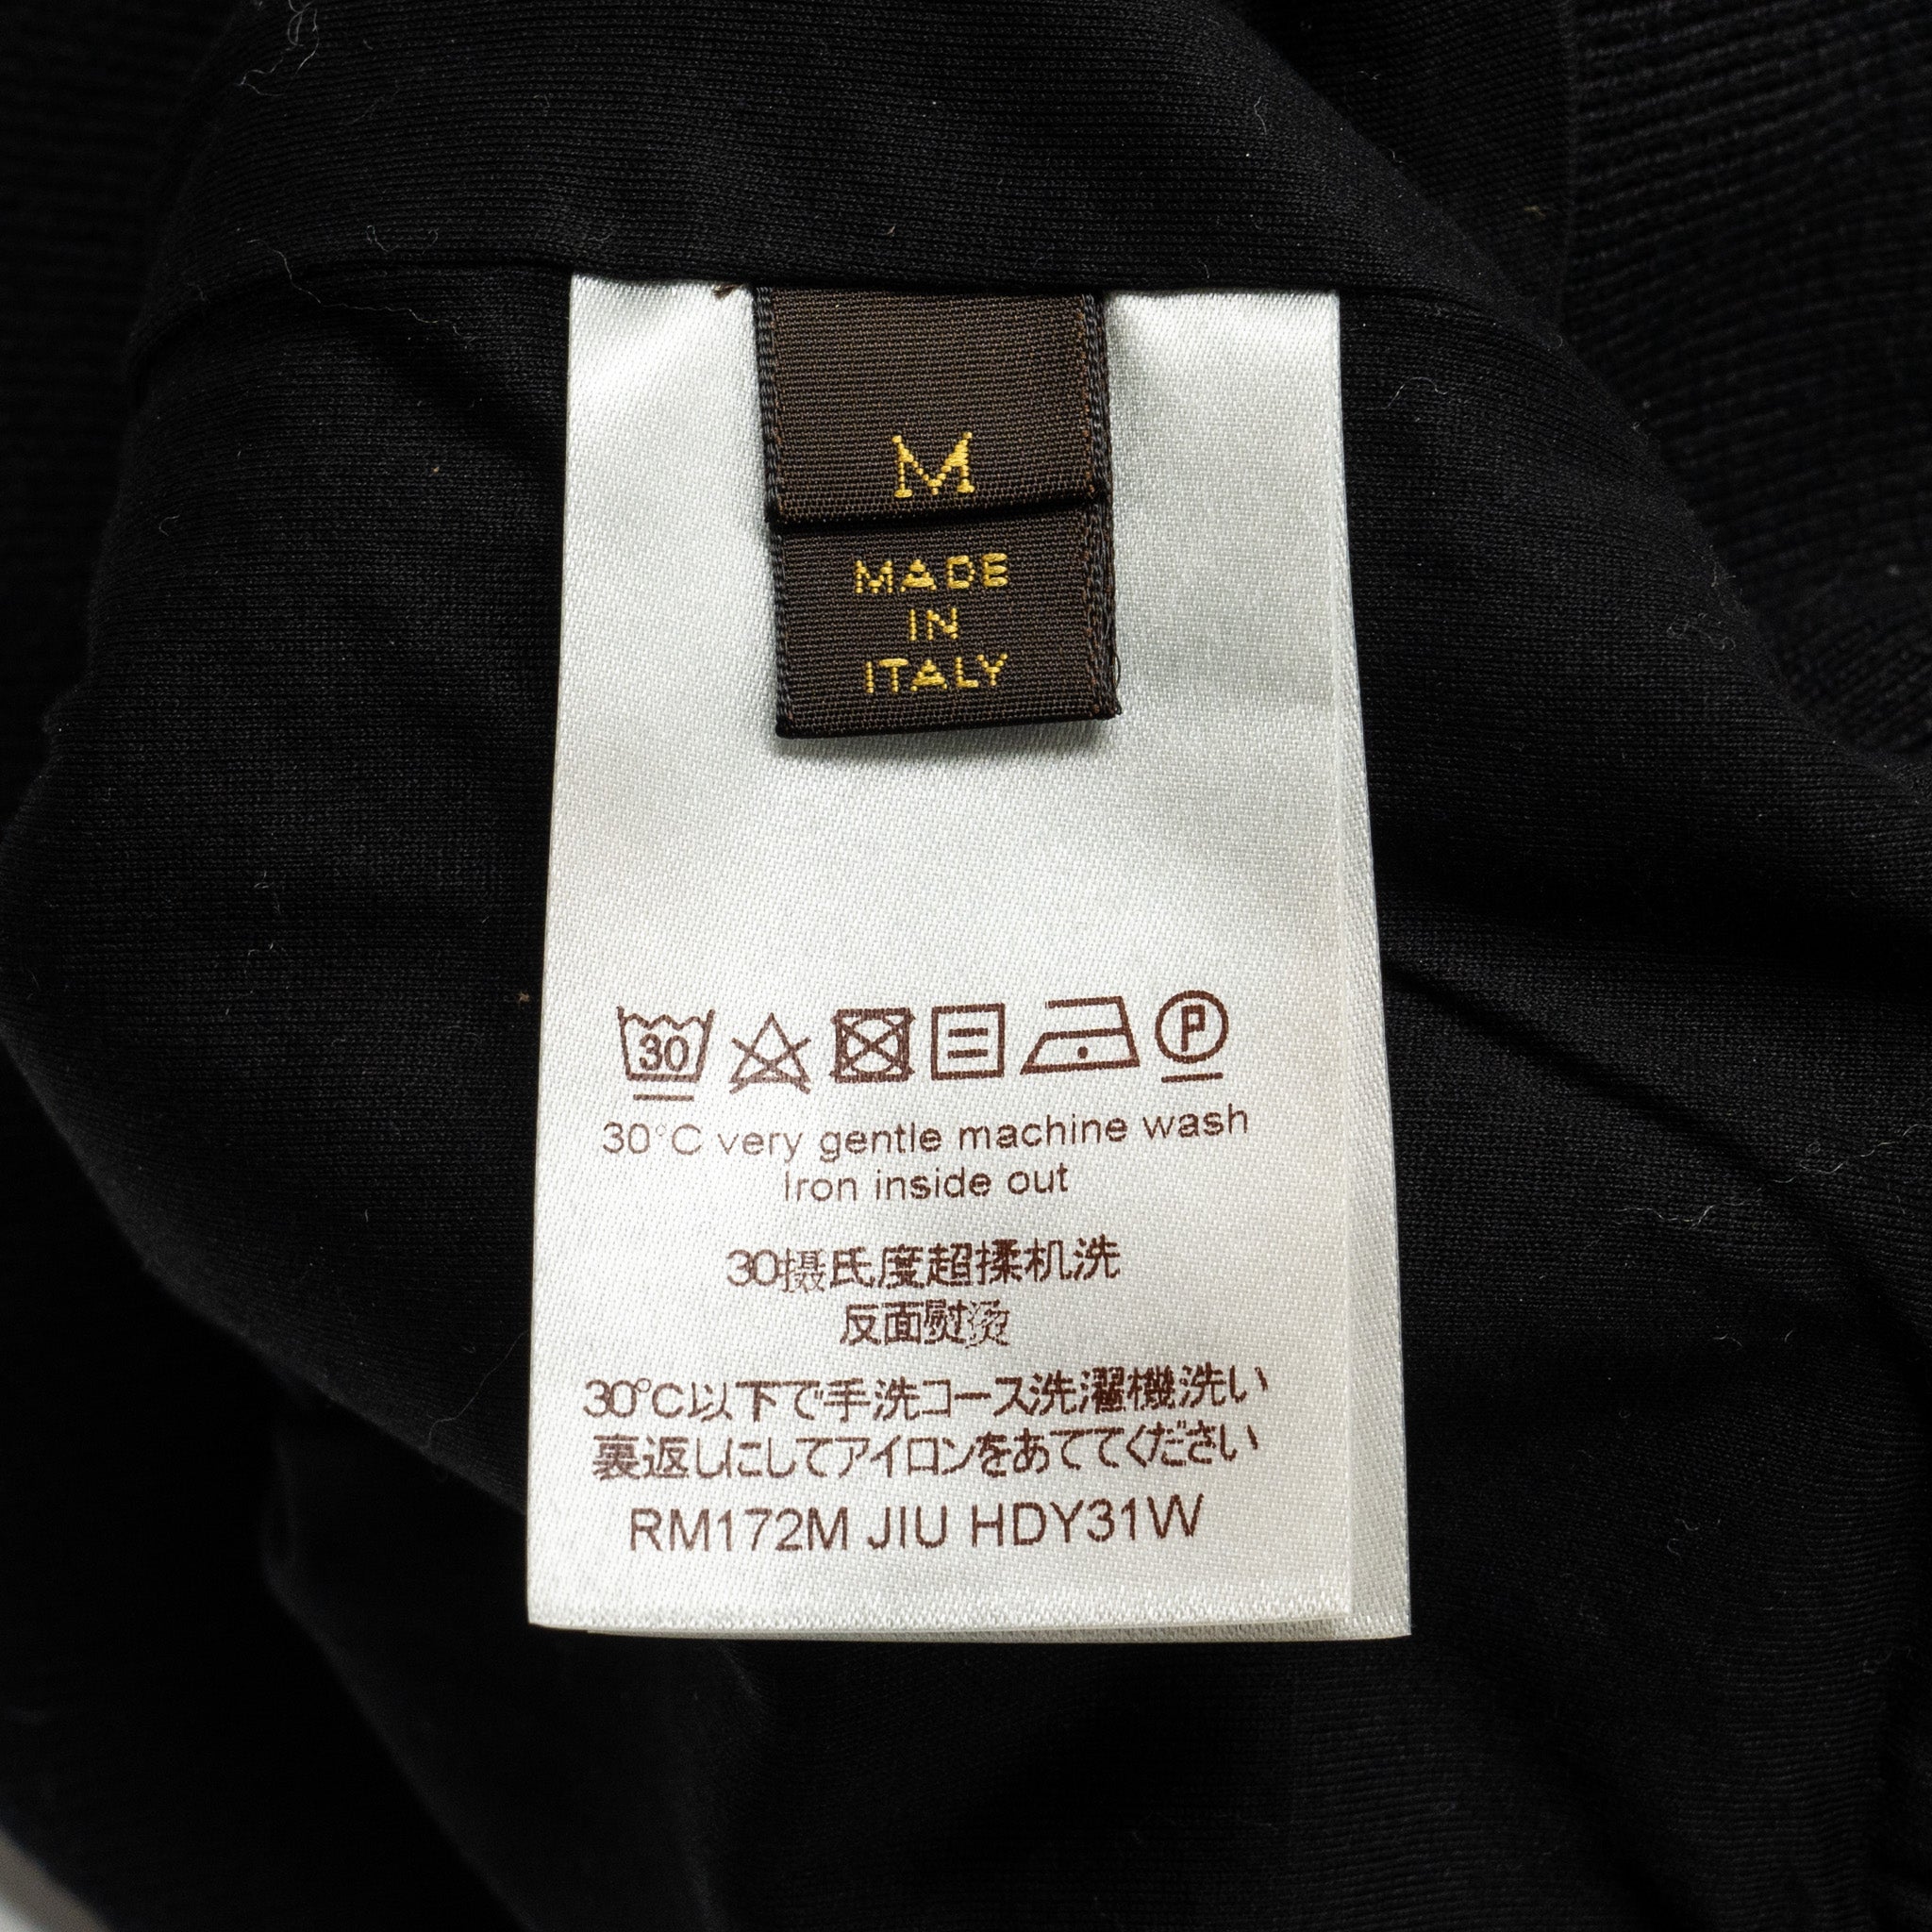 M
MADE
IN
ITALY
30 P
30°C very gentle machine wash
Iron inside out
30摄氏度超揉机洗
反面熨烫
30℃以下で手洗コース洗濯機洗い
裏返しにしてアイロンをあててください
RM172M JIU HDY31W